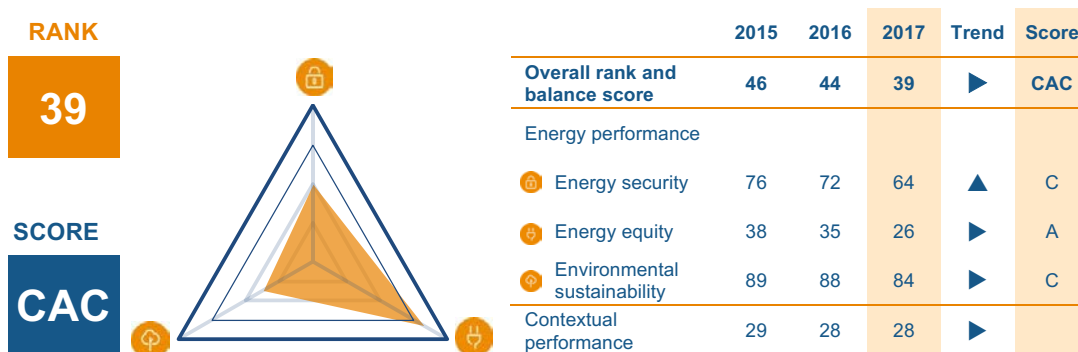 RANK
39
SCORE
CAC
2015 2016 2017 Trend Score
Overall rank and
balance score 46 44 39 CAC
Energy performance
Energy security 76 72 64 C
Energy equity 38 35 26 A
Environmental
sustainability 89 88 84 C
Contextual
performance 29 28 28